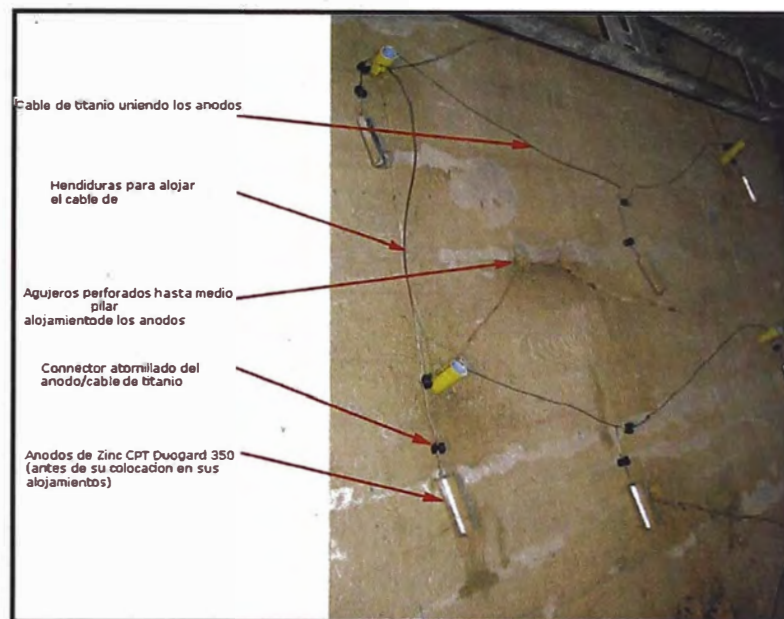 Cable de titanio uniendo los anodos
Hendiduras para alojar
el cable de
Agujeros perforados hasta medio
pilar
alojamientode los anodos
Connector atornillado del
anodo/cable de titanio
Anodos de Zinc CPT Duogard 350
(antes de su colocacion en sus
alojamientos)